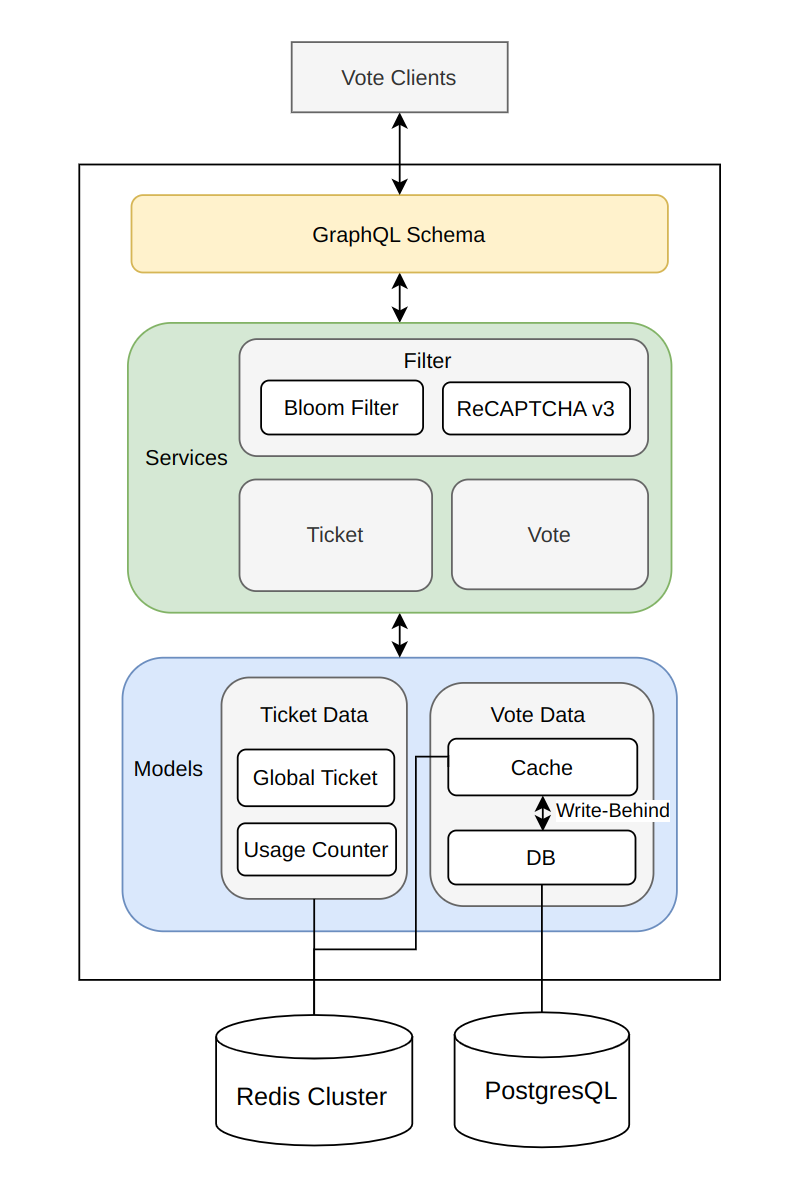 Vote Clients
GraphQL Schema
Filter
Bloom Filter
ReCAPTCHA v3
Services
Ticket
Vote
Ticket Data
Vote Data
Models
Global Ticket
Cache
Write-Behind
Usage Counter
DB
Redis Cluster
PostgresQL